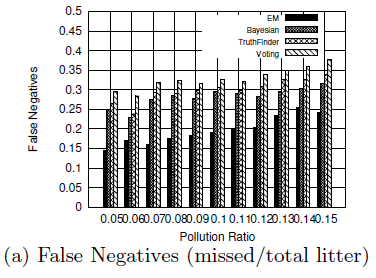 0.5
0.45
0.4
0.35
0.3
0.25
0.2
0.15
0.1
0.05
0
False Negatives
EM
Bayesian
TruthFinder
Voting
0.05 0.06 0.07 0.08 0.09 0.1 0.11 0.12 0.13 0.14 0.15
Pollution Ratio
(a) False Negatives (missed/total litter)